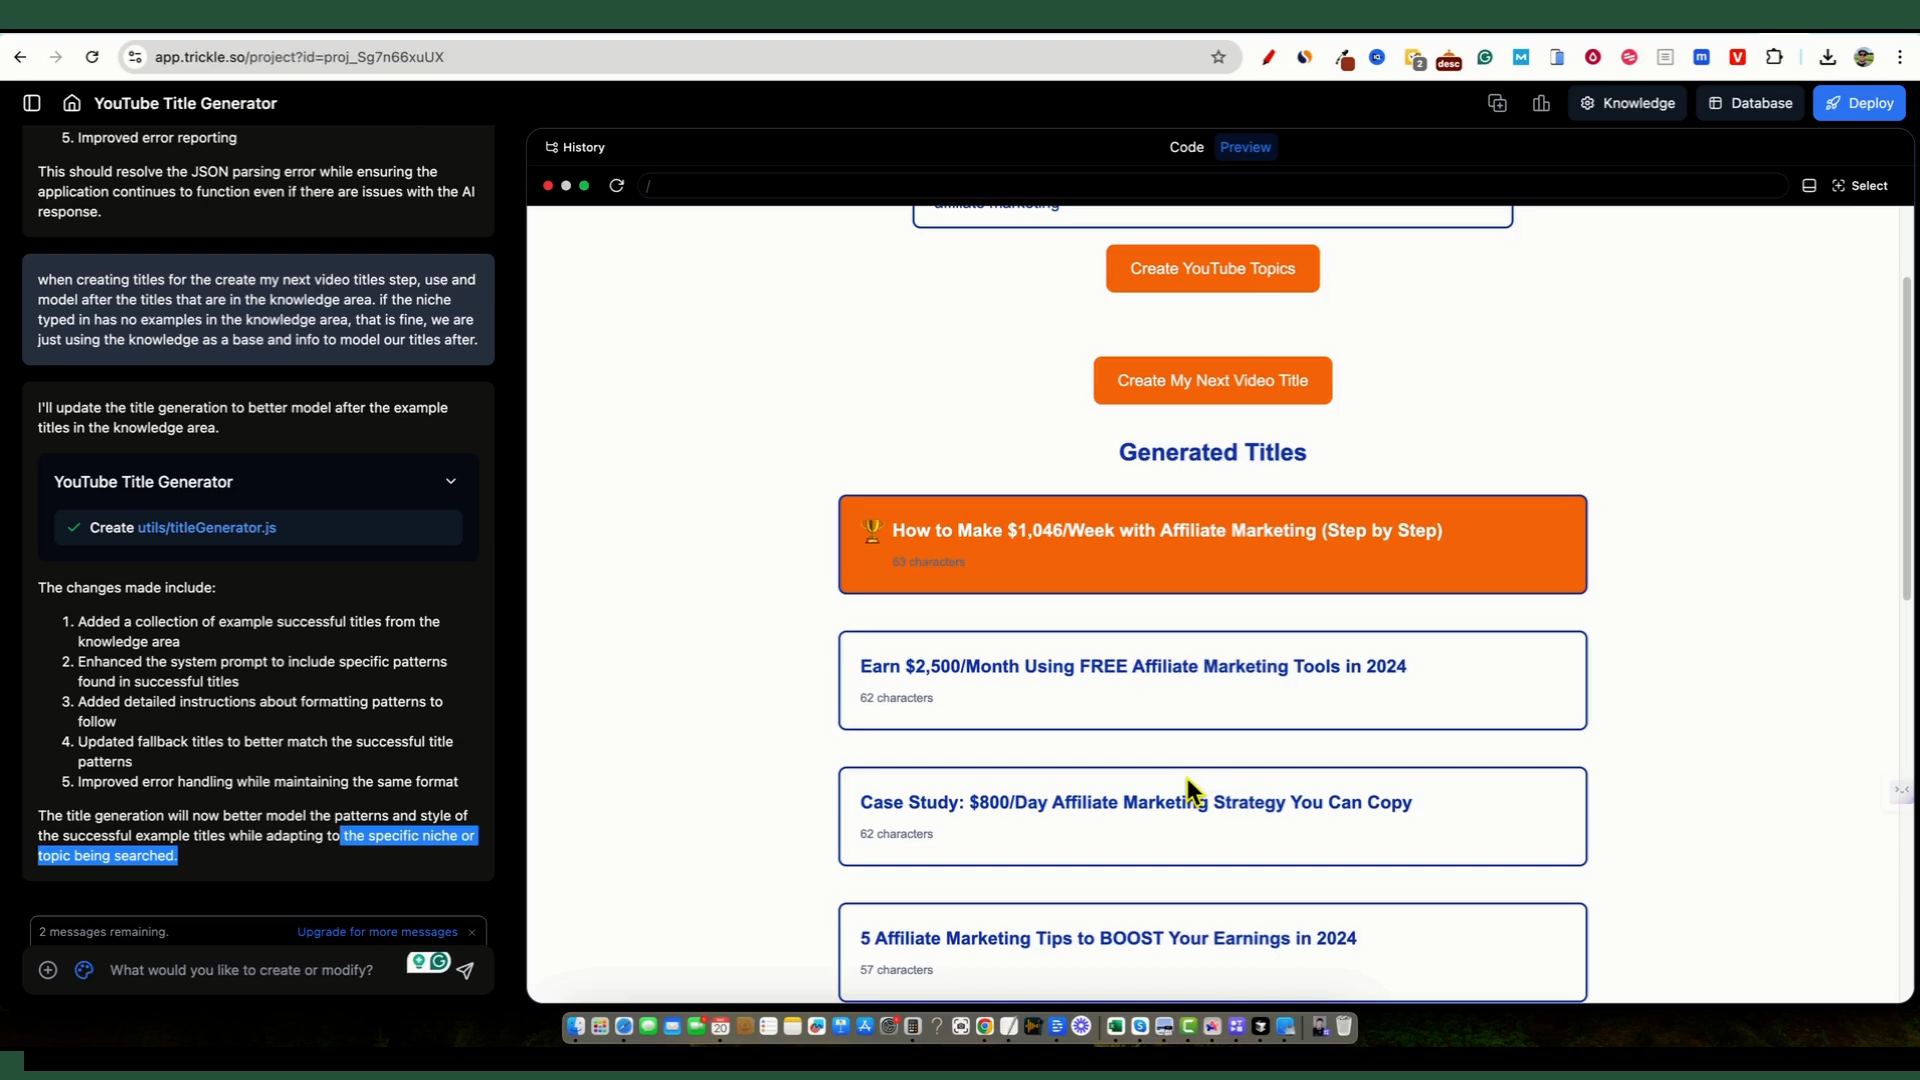 app.trickle.so/project?id=proj_Sg7n66xuUX
2
desc
YouTube Title Generator
Knowledge
Database
Deploy
5. Improved error reporting
This should resolve the JSON parsing error while ensuring the
application continues to function even if there are issues with the AI
response.
when creating titles for the create my next video titles step, use and
model after the titles that are in the knowledge area. if the niche
typed in has no examples in the knowledge area, that is fine, we are
just using the knowledge as a base and info to model our titles after.
I'll update the title generation to better model after the example
titles in the knowledge area.
YouTube Title Generator
Create utils/titleGenerator.js
The changes made include:
1. Added a collection of example successful titles from the
knowledge area
2. Enhanced the system prompt to include specific patterns
found in successful titles
3. Added detailed instructions about formatting patterns to
follow
4. Updated fallback titles to better match the successful title
patterns
5. Improved error handling while maintaining the same format
The title generation will now better model the patterns and style of
the successful example titles while adapting to the specific niche or
topic being searched.
2 messages remaining.
Upgrade for more messages
What would you like to create or modify?
History
Code
Preview
/
Select
affiliate marketing
Create YouTube Topics
Create My Next Video Title
Generated Titles
How to Make $1,046/Week with Affiliate Marketing (Step by Step)
63 characters
Earn $2,500/Month Using FREE Affiliate Marketing Tools in 2024
62 characters
Case Study: $800/Day Affiliate Marketing Strategy You Can Copy
62 characters
5 Affiliate Marketing Tips to BOOST Your Earnings in 2024
57 characters
20